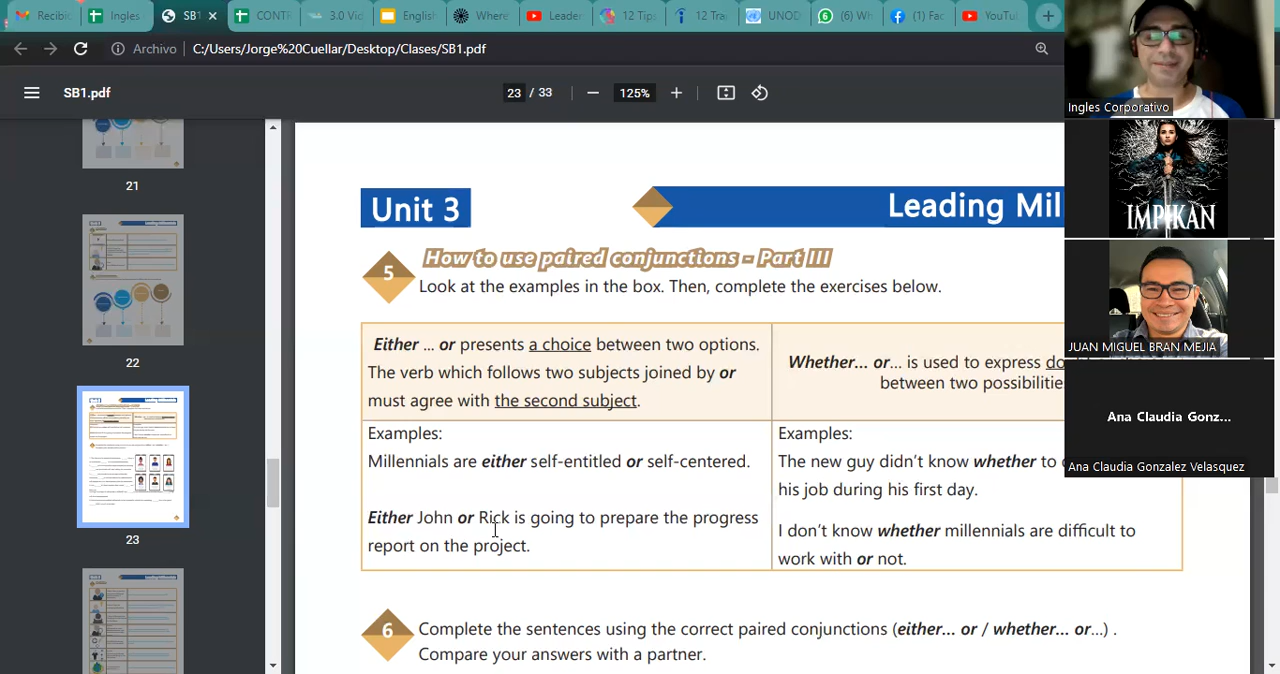 Recibic
Ingles
SB1
CONTR
3.0 Vid
English
Where
Leader
12 Tips
12 Tra
UNOD
(6) Wh
(1) Fac
YouTu
Archivo
C:/Users/Jorge%20Cuellar/Desktop/Clases/SB1.pdf
SB1.pdf
23 / 33
125%
21
22
23
Unit 3
Leading Mil
5
How to use paired conjunctions - Part III
Look at the examples in the box. Then, complete the exercises below.
Either ... or presents a choice between two options.
The verb which follows two subjects joined by or
must agree with the second subject.
Whether... or... is used to express do
between two possibilitie
Examples:
Millennials are either self-entitled or self-centered.
Either John or Rick is going to prepare the progress
report on the project.
Examples:
The new guy didn't know whether to
his job during his first day.
I don't know whether millennials are difficult to
work with or not.
6
Complete the sentences using the correct paired conjunctions (either... or / whether... or...) .
Compare your answers with a partner.
Ingles Corporativo
IMPIKAN
JUAN MIGUEL BRAN MEJIA
Ana Claudia Gonz...
Ana Claudia Gonzalez Velasquez